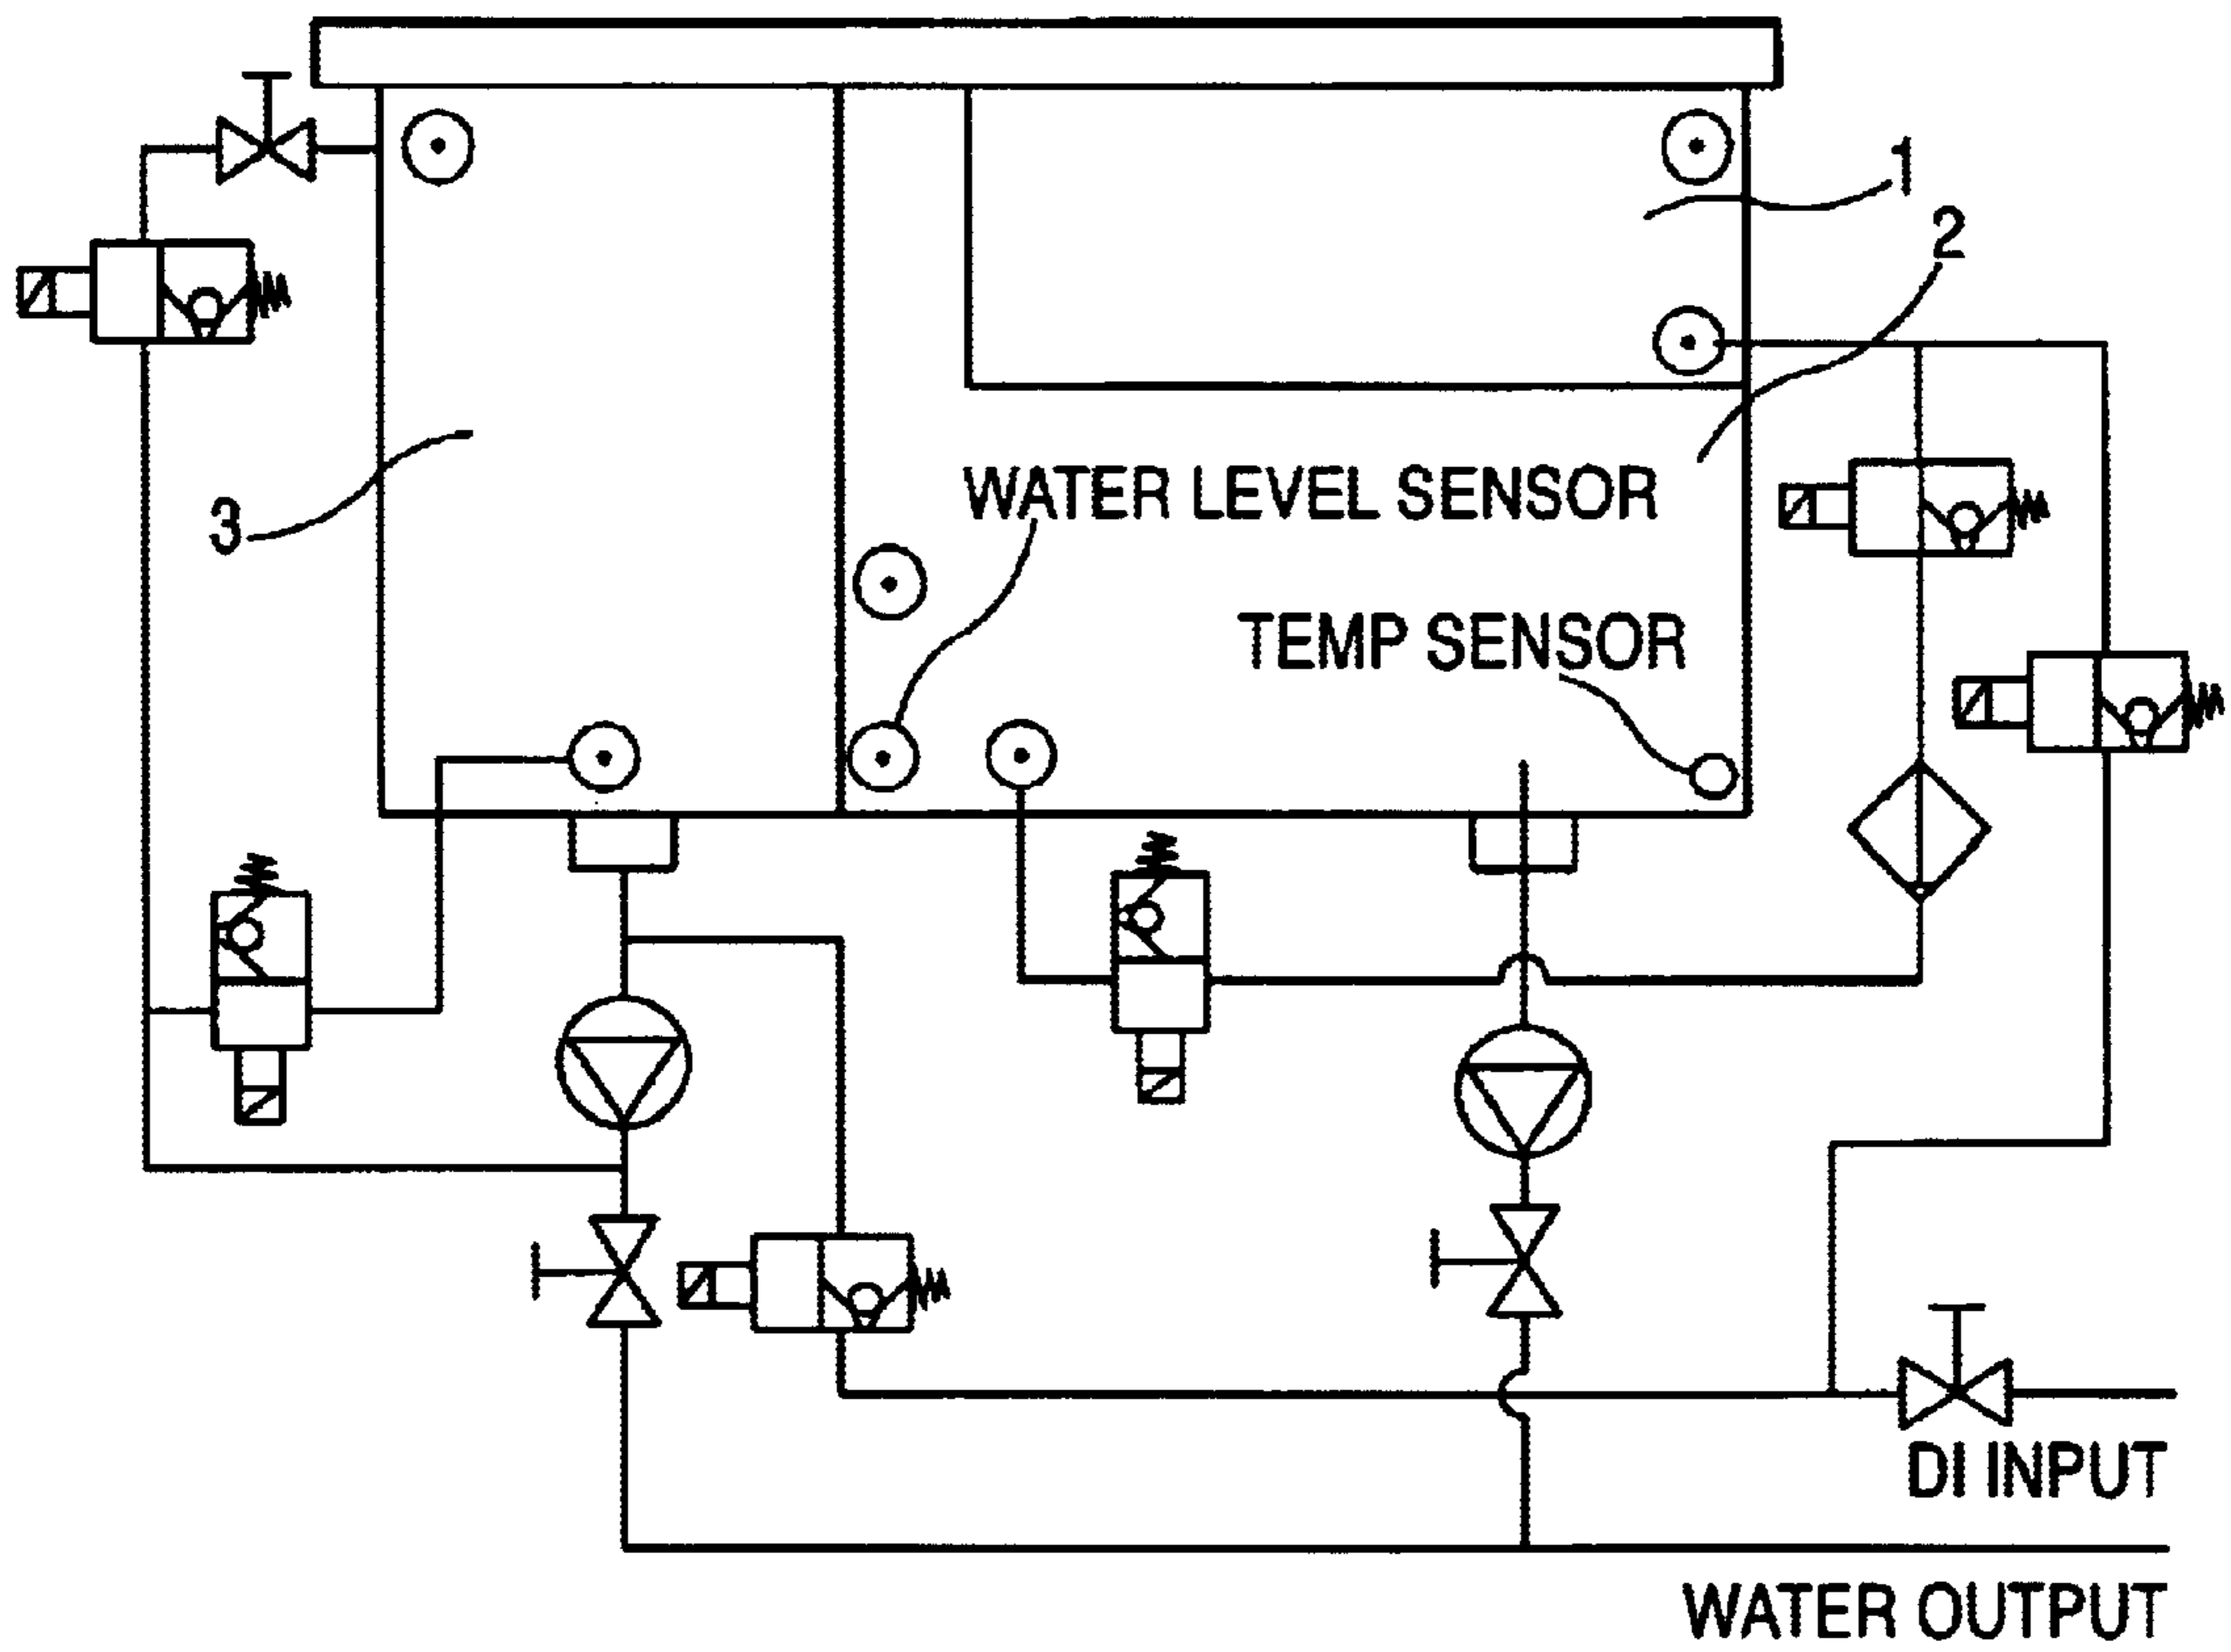 1
2
WATER LEVEL SENSOR
3
TEMP SENSOR
DI INPUT
WATER OUTPUT